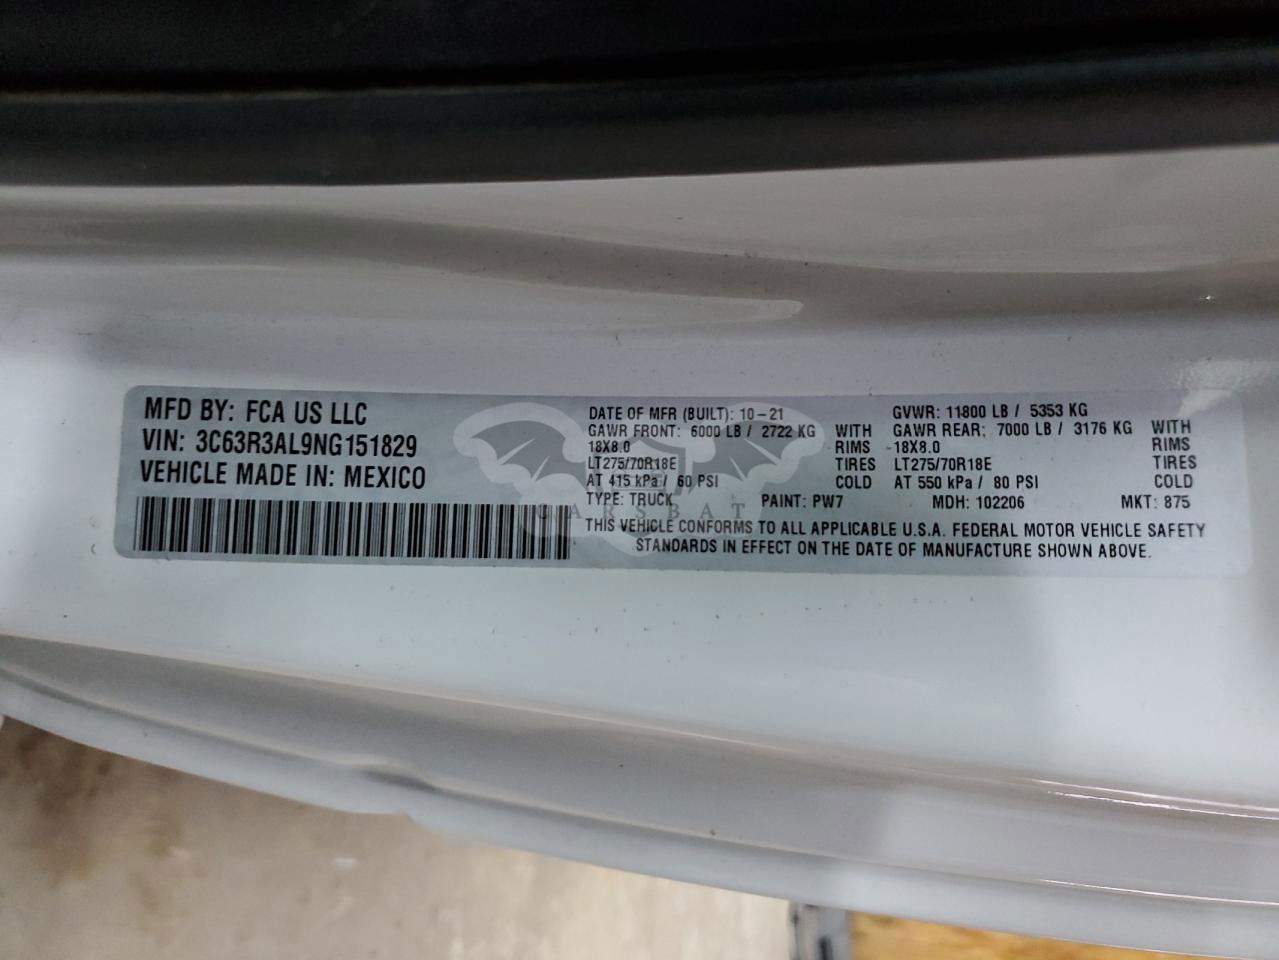 MFD BY: FCA US LLC
VIN: 3C63R3AL9NG151829
VEHICLE MADE IN: MEXICO
DATE OF MFR (BUILT): 10-21
GAWR FRONT: 6000 LB / 2722 KG WITH
18X8.0 RIMS
LT275/70R18E TIRES
AT 415 kPa / 60 PSI COLD
TYPE: TRUCK PAINT: PW7 MDH: 102206 MKT: 875
GVWR: 11800 LB / 5353 KG
GAWR REAR: 7000 LB / 3176 KG WITH
18X8.0 RIMS
LT275/70R18E TIRES
AT 550 kPa / 80 PSI COLD
THIS VEHICLE CONFORMS TO ALL APPLICABLE U.S.A. FEDERAL MOTOR VEHICLE SAFETY
STANDARDS IN EFFECT ON THE DATE OF MANUFACTURE SHOWN ABOVE.
CARSBAT